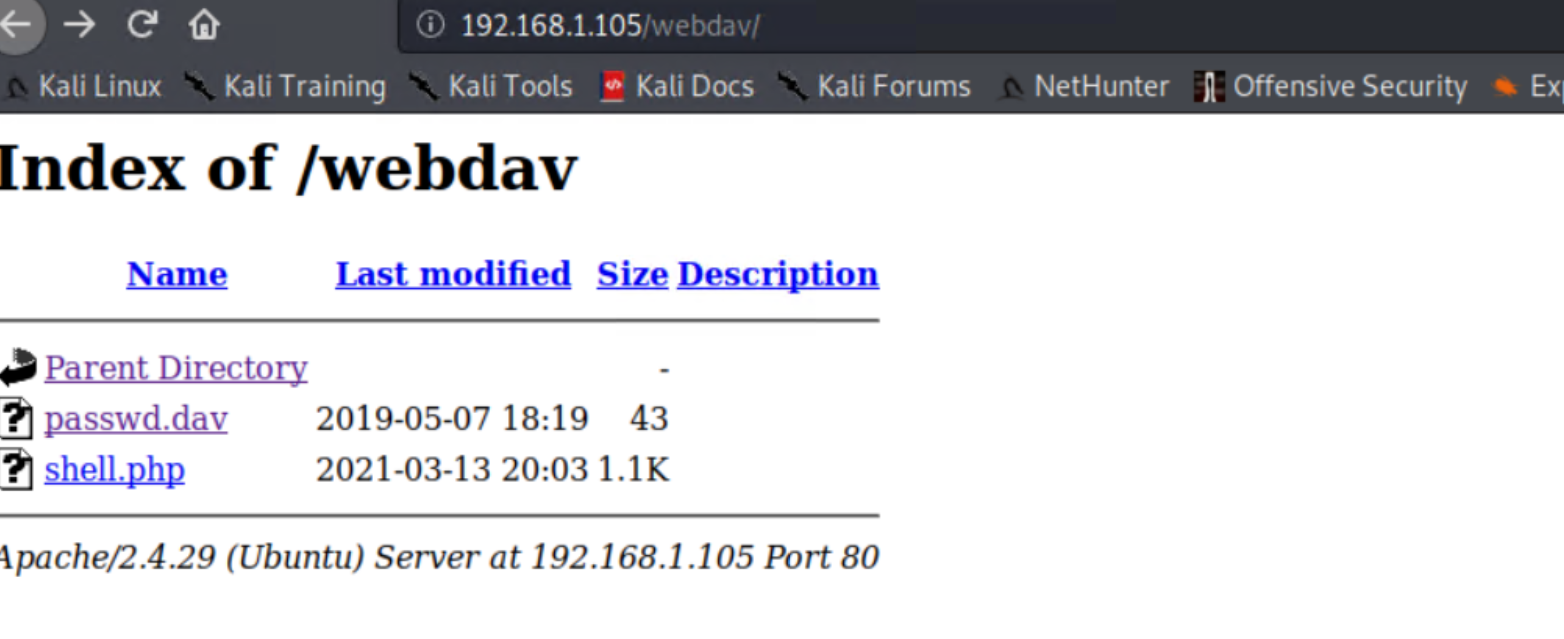 192.168.1.105/webdav/
Kali Linux Kali Training Kali Tools Kali Docs Kali Forums NetHunter Offensive Security
Index of /webdav
Name Last modified Size Description
Parent Directory -
passwd.dav 2019-05-07 18:19 43
shell.php 2021-03-13 20:03 1.1K
Apache/2.4.29 (Ubuntu) Server at 192.168.1.105 Port 80